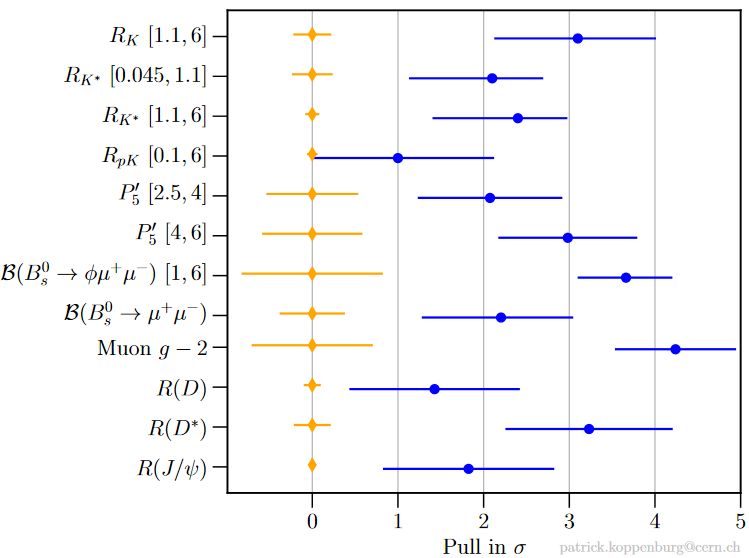 R_K [1.1, 6]
R_{K*} [0.045, 1.1]
R_{K*} [1.1, 6]
R_{pK} [0.1, 6]
P′_5 [2.5, 4]
P′_5 [4, 6]
ℬ(B^0_s → ϕμ⁺μ⁻) [1, 6]
ℬ(B^0_s → μ⁺μ⁻)
Muon g − 2
R(D)
R(D*)
R(J/ψ)
0 1 2 3 4 5
Pull in σ
patrick.koppenburg@cern.ch